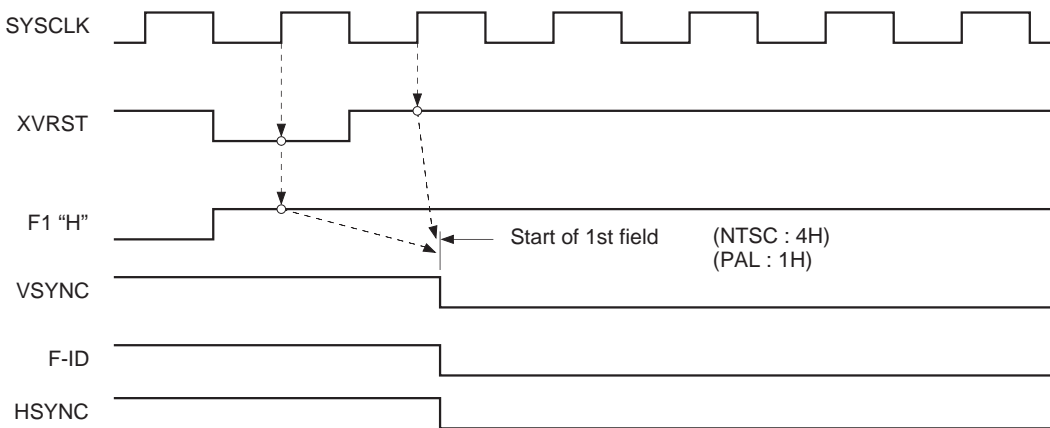 SYSCLK
XVRST
F1 “H”
Start of 1st field (NTSC : 4H)
(PAL : 1H)
VSYNC
F-ID
HSYNC